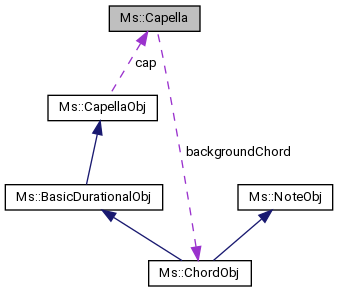 Ms::Capella
cap
Ms::CapellaObj
backgroundChord
Ms::BasicDurationalObj
Ms::NoteObj
Ms::ChordObj